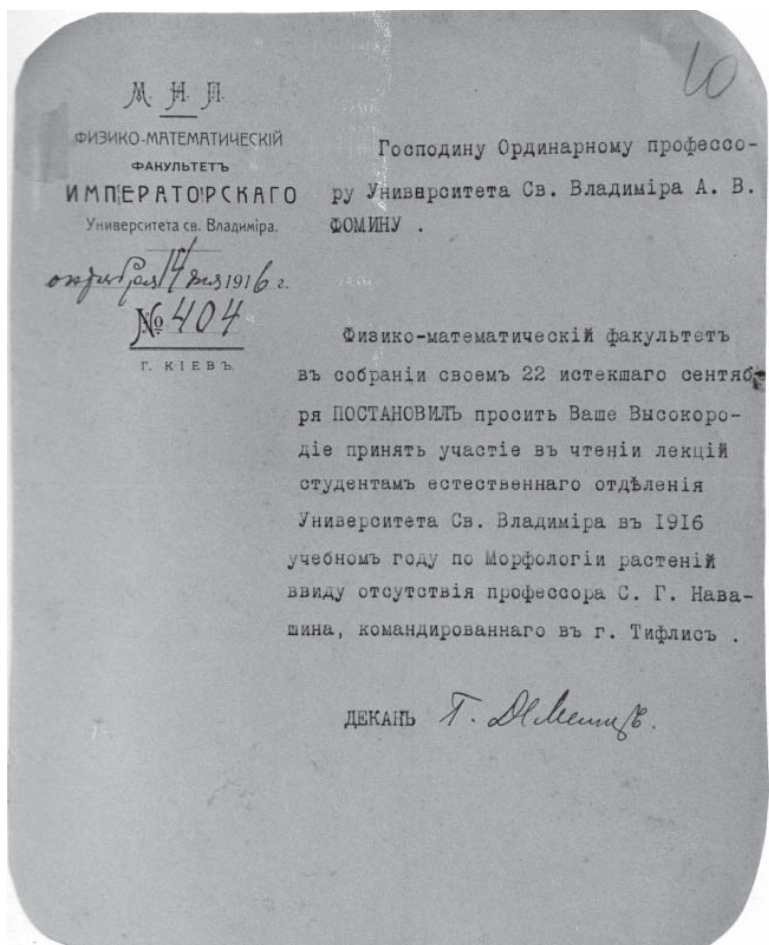 10
М. Н. П.
ФИЗИКО-МАТЕМАТИЧЕСКІЙ
ФАКУЛЬТЕТЪ
ИМПЕРАТОРСКАГО
Университета св. Владиміра.
октября 14 дня 1916 г.
№ 404
Г. КІЕВЪ.
Господину Ординарному профессо-
ру Университета Св. Владиміра А. В.
ФОМИНУ .
Физико-математическій факультетъ
въ собраніи своемъ 22 истекшаго сентяб-
ря ПОСТАНОВИЛЪ просить Ваше Высокоро-
діе принять участіе въ чтеніи лекцій
студентамъ естественнаго отдѣленія
Университета Св. Владиміра въ 1916
учебномъ году по Морфологіи растеній
ввиду отсутствія профессора С. Г. Нава-
шина, командированнаго въ г. Тифлисъ .
ДЕКАНЪ Г. Де Метцъ.